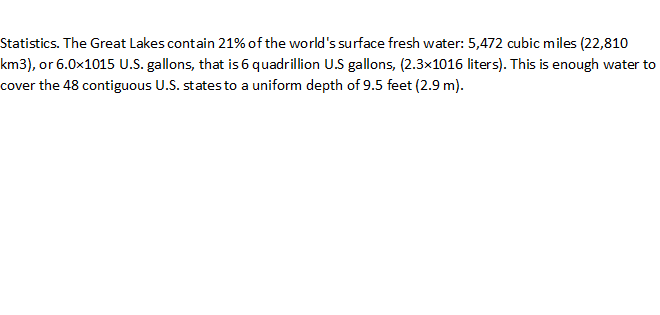 Statistics. The Great Lakes contain 21% of the world's surface fresh water: 5,472 cubic miles (22,810
km3), or 6.0×1015 U.S. gallons, that is 6 quadrillion U.S gallons, (2.3×1016 liters). This is enough water to
cover the 48 contiguous U.S. states to a uniform depth of 9.5 feet (2.9 m).